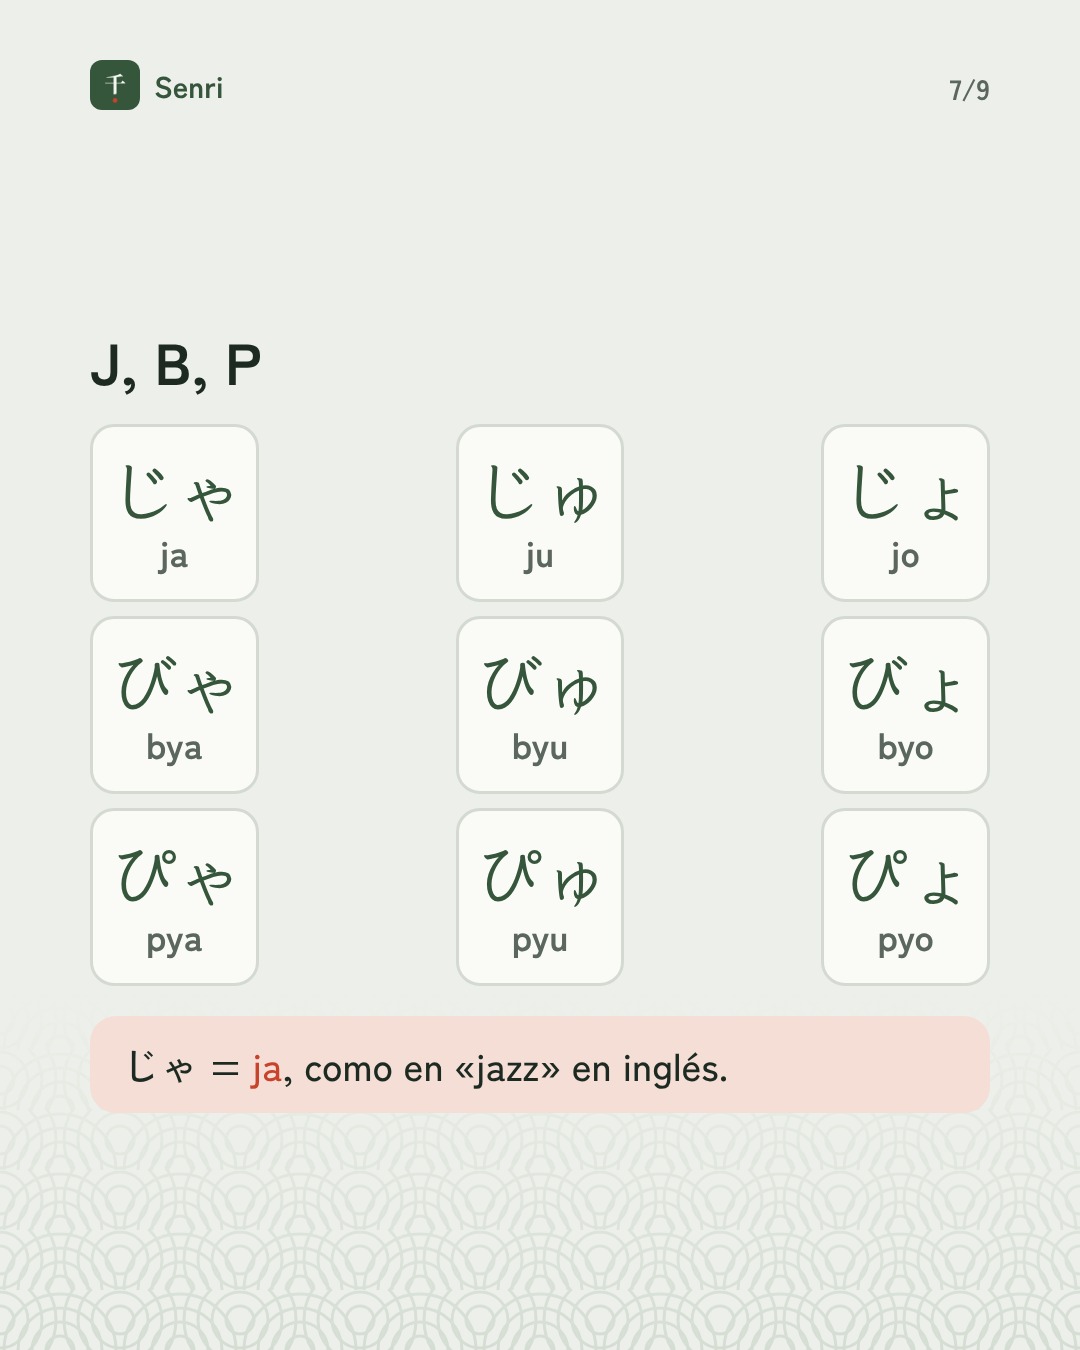 千 Senri
7/9
J, B, P
じゃ じゅ じょ
ja ju jo
びゃ びゅ びょ
bya byu byo
ぴゃ ぴゅ ぴょ
pya pyu pyo
じゃ = ja, como en «jazz» en inglés.